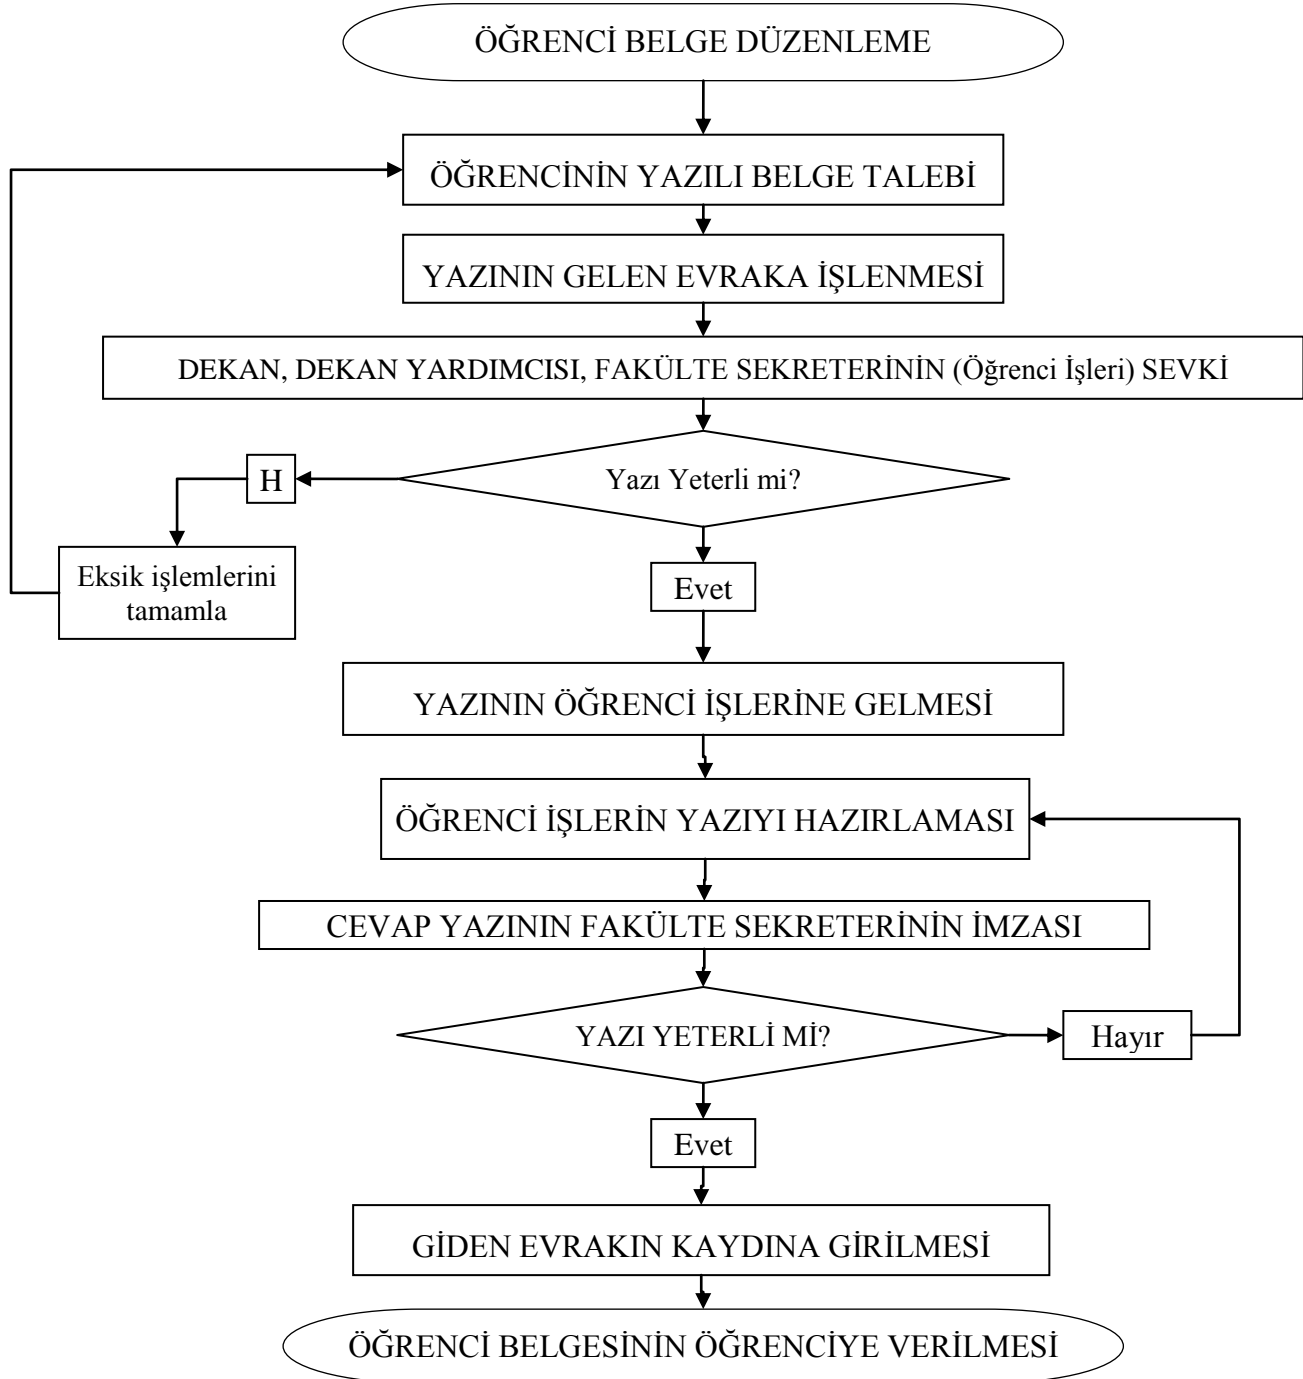 ÖĞRENCİ BELGE DÜZENLEME
ÖĞRENCİNİN YAZILI BELGE TALEBİ
YAZININ GELEN EVRAKA İŞLENMESİ
DEKAN, DEKAN YARDIMCISI, FAKÜLTE SEKRETERİNİN (Öğrenci İşleri) SEVKİ
Yazı Yeterli mi?
H
Eksik işlemlerini
tamamla
Evet
YAZININ ÖĞRENCİ İŞLERİNE GELMESİ
ÖĞRENCİ İŞLERİN YAZIYI HAZIRLAMASI
CEVAP YAZININ FAKÜLTE SEKRETERİNİN İMZASI
YAZI YETERLİ Mİ?
Hayır
Evet
GİDEN EVRAKIN KAYDINA GİRİLMESİ
ÖĞRENCİ BELGESİNİN ÖĞRENCİYE VERİLMESİ